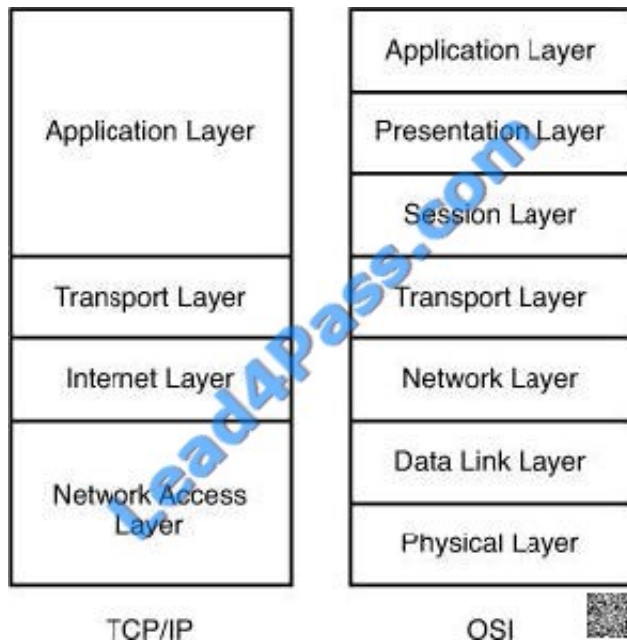 Application Layer
Transport Layer
Internet Layer
Network Access
Layer
TCP/IP
Application Layer
Presentation Layer
Session Layer
Transport Layer
Network Layer
Data Link Layer
Physical Layer
OSI
Lead4Pass.com